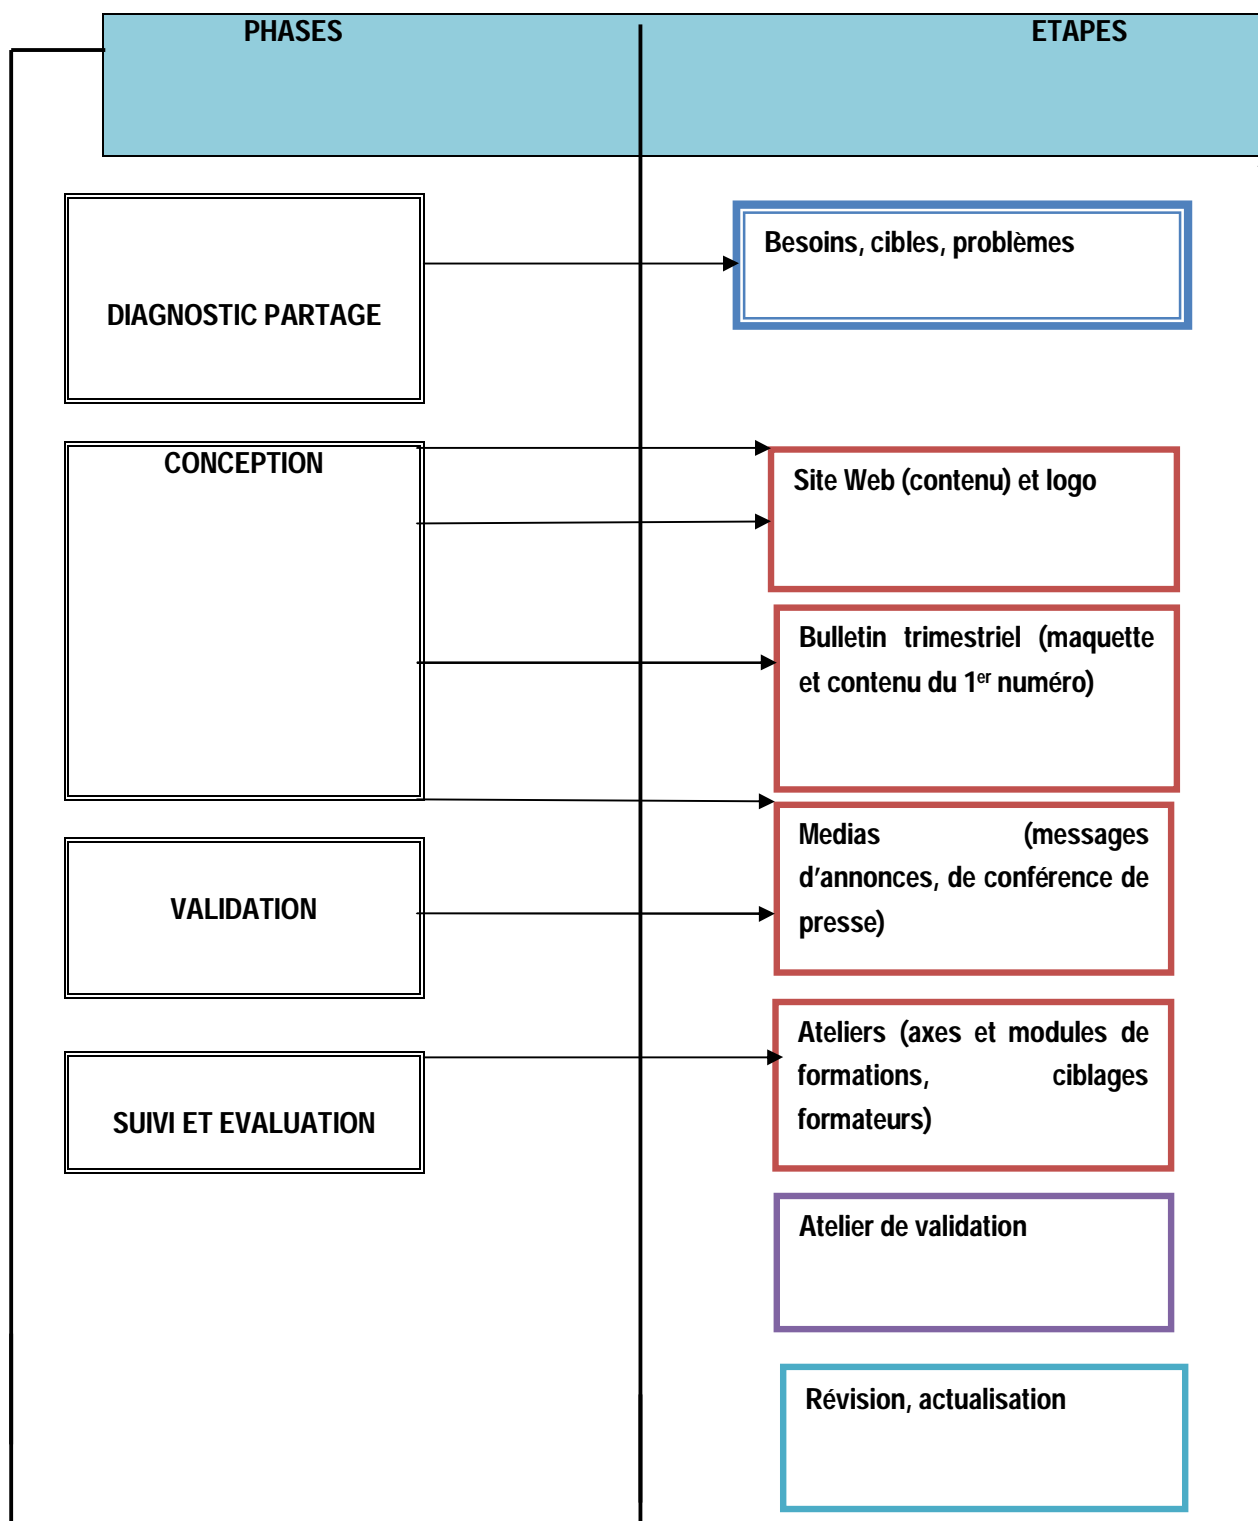 PHASES
ETAPES
DIAGNOSTIC PARTAGE
Besoins, cibles, problèmes
CONCEPTION
Site Web (contenu) et logo
Bulletin trimestriel (maquette
et contenu du 1er numéro)
VALIDATION
Medias (messages
d’annonces, de conférence de
presse)
SUIVI ET EVALUATION
Ateliers (axes et modules de
formations, ciblages
formateurs)
Atelier de validation
Révision, actualisation